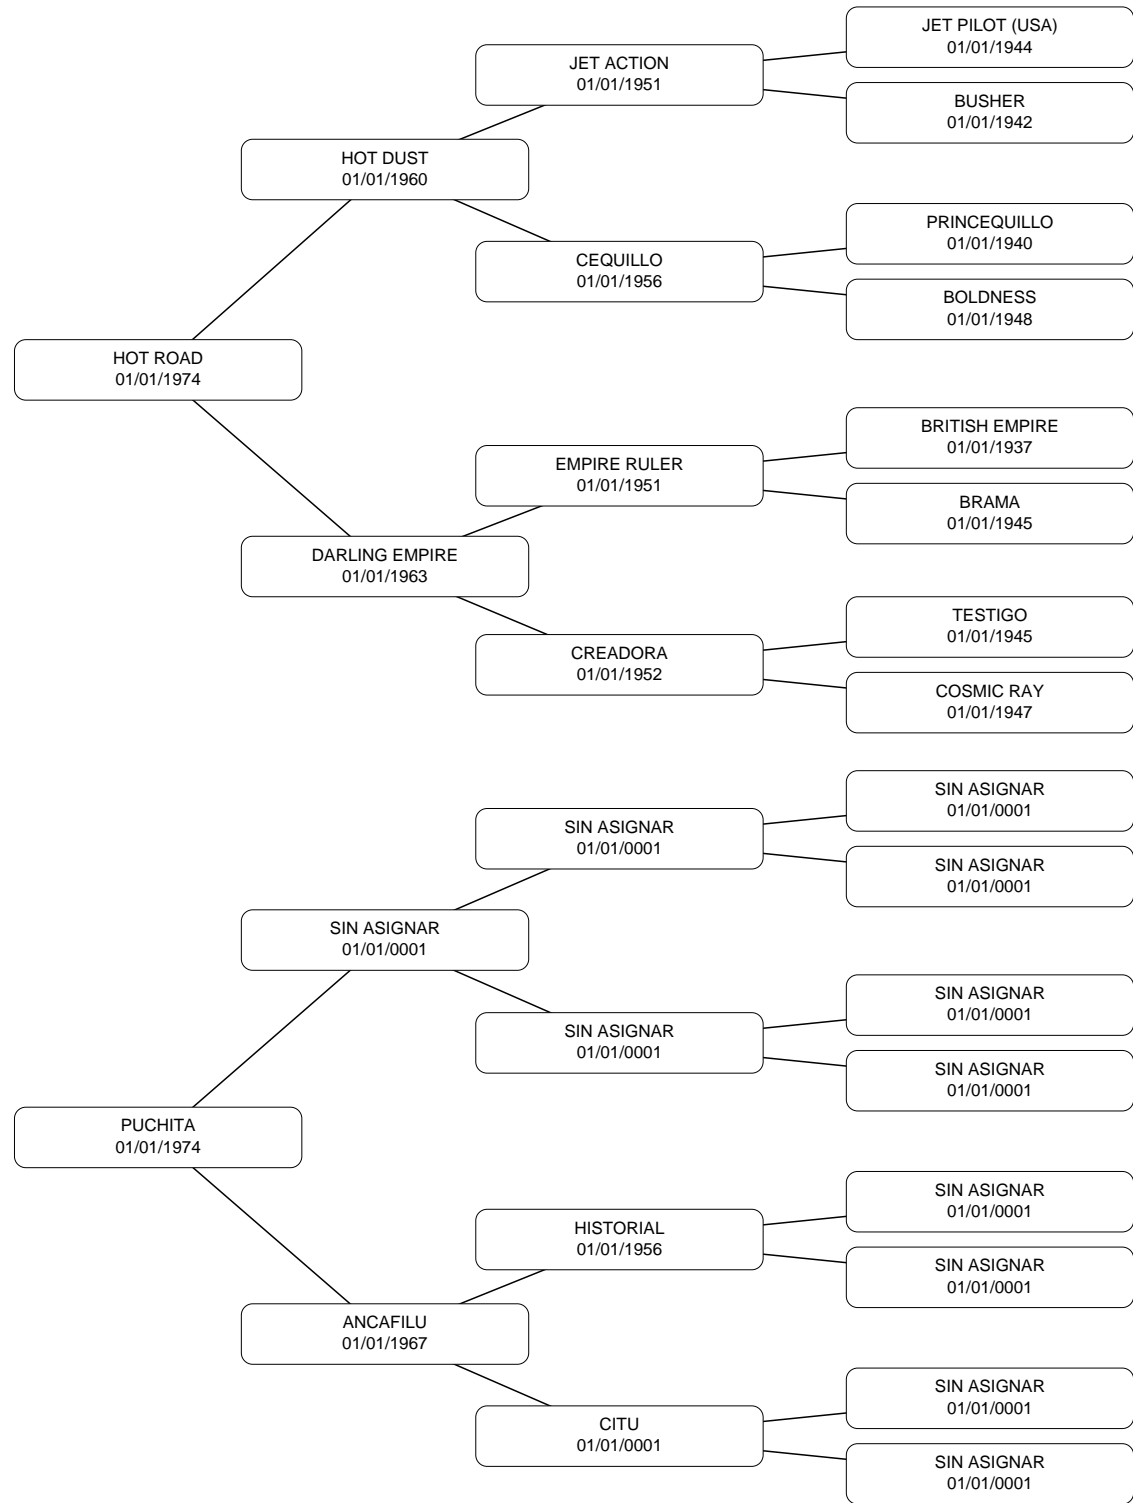 JET PILOT (USA)
01/01/1944
JET ACTION
01/01/1951
BUSHER
01/01/1942
HOT DUST
01/01/1960
PRINCEQUILLO
01/01/1940
CEQUILLO
01/01/1956
BOLDNESS
01/01/1948
HOT ROAD
01/01/1974
BRITISH EMPIRE
01/01/1937
EMPIRE RULER
01/01/1951
BRAMA
01/01/1945
DARLING EMPIRE
01/01/1963
TESTIGO
01/01/1945
CREADORA
01/01/1952
COSMIC RAY
01/01/1947
SIN ASIGNAR
01/01/0001
SIN ASIGNAR
01/01/0001
SIN ASIGNAR
01/01/0001
SIN ASIGNAR
01/01/0001
SIN ASIGNAR
01/01/0001
SIN ASIGNAR
01/01/0001
SIN ASIGNAR
01/01/0001
PUCHITA
01/01/1974
SIN ASIGNAR
01/01/0001
HISTORIAL
01/01/1956
SIN ASIGNAR
01/01/0001
ANCAFILU
01/01/1967
SIN ASIGNAR
01/01/0001
CITU
01/01/0001
SIN ASIGNAR
01/01/0001